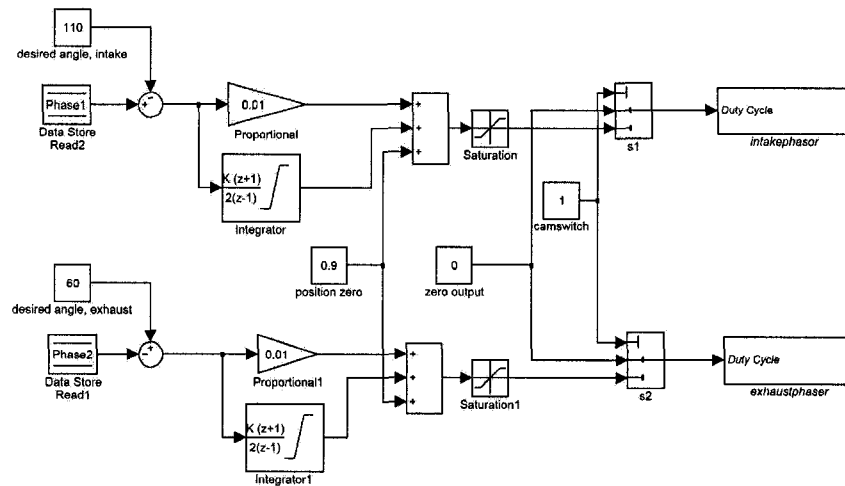 110
desired angle, intake
Phase1
Data Store
Read2
+
-
0.01
Proportional
K (z+1)
2(z-1)
Integrator
+
+
+
Saturation
s1
Duty Cycle
intakephasor
1
camswitch
0.9
position zero
0
zero output
60
desired angle, exhaust
Phase2
Data Store
Read1
-
+
0.01
Proportional1
K (z+1)
2(z-1)
Integrator1
+
+
+
Saturation1
s2
Duty Cycle
exhaustphaser